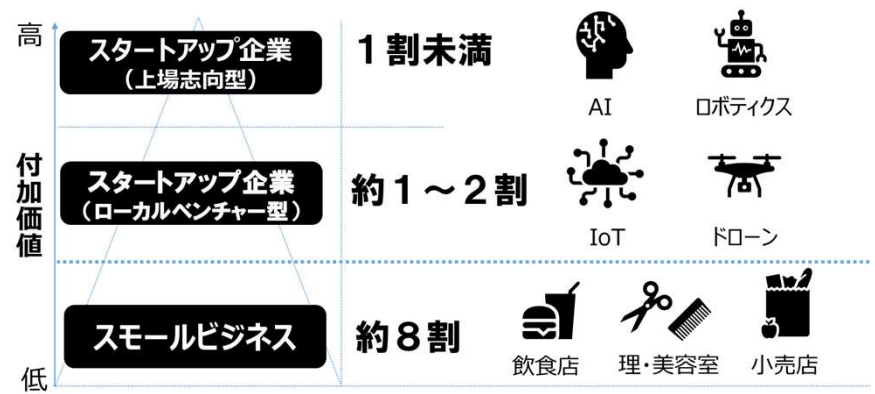 高
スタートアップ企業
（上場志向型）
1割未満
AI
ロボティクス
付加価値
スタートアップ企業
（ローカルベンチャー型）
約1～2割
IoT
ドローン
スモールビジネス
約8割
飲食店
理・美容室
小売店
低